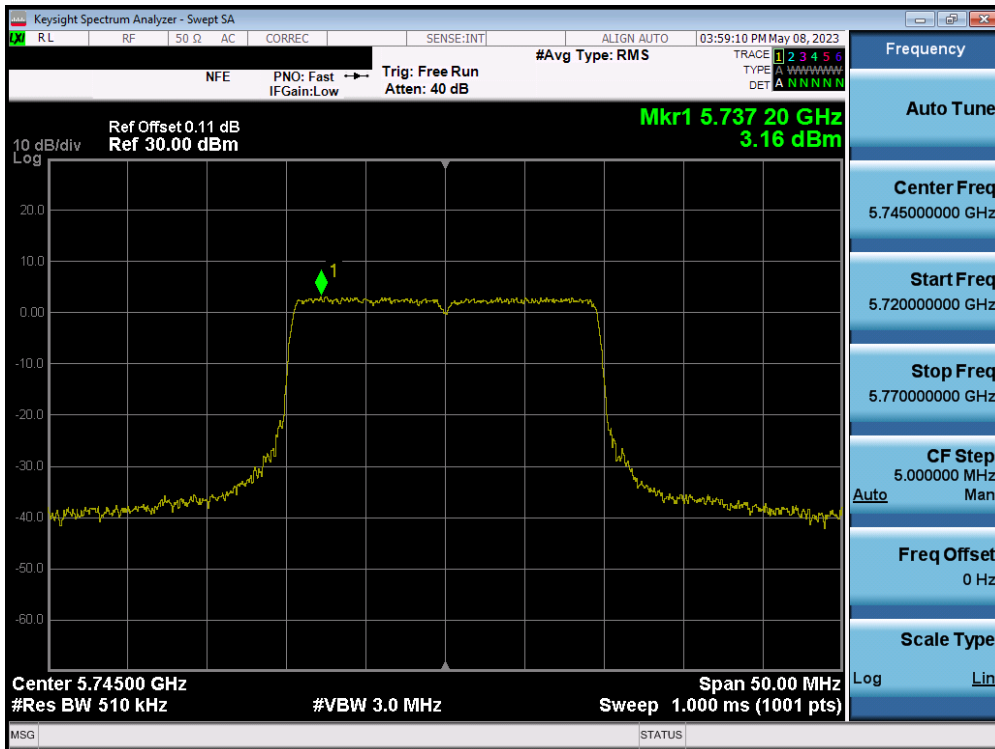 Keysight Spectrum Analyzer - Swept SA
LXI RL RF 50 Ω AC CORREC SENSE:INT ALIGN AUTO 03:59:10 PM May 08, 2023
Frequency
#Avg Type: RMS
TRACE 1 2 3 4 5 6
TYPE A WWWWW
DET A N N N N N
NFE PNO: Fast Trig: Free Run
IFGain:Low Atten: 40 dB
Auto Tune
Mkr1 5.737 20 GHz
3.16 dBm
Ref Offset 0.11 dB
10 dB/div Ref 30.00 dBm
Log
Center Freq
5.745000000 GHz
20.0
10.0
1
Start Freq
5.720000000 GHz
0.00
-10.0
Stop Freq
5.770000000 GHz
-20.0
-30.0
CF Step
5.000000 MHz
Auto Man
-40.0
-50.0
Freq Offset
0 Hz
-60.0
Scale Type
Log Lin
Center 5.74500 GHz Span 50.00 MHz
#Res BW 510 kHz #VBW 3.0 MHz Sweep 1.000 ms (1001 pts)
MSG STATUS